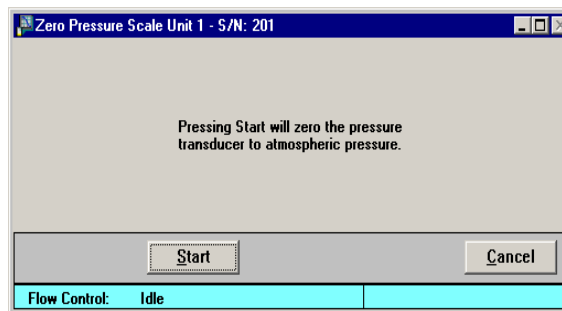 Zero Pressure Scale Unit 1 - S/N: 201
Pressing Start will zero the pressure
transducer to atmospheric pressure.
Start
Cancel
Flow Control: Idle